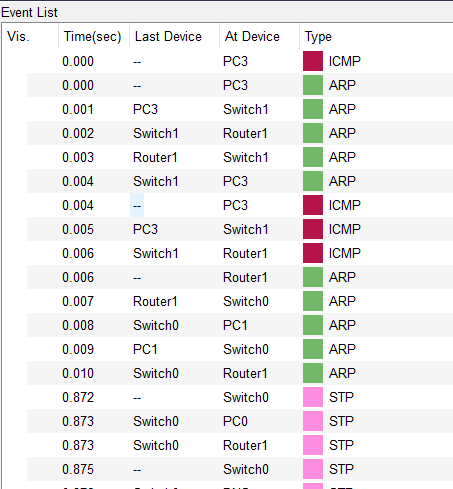 Event List
Vis. Time(sec) Last Device At Device Type
0.000 -- PC3 ICMP
0.000 -- PC3 ARP
0.001 PC3 Switch1 ARP
0.002 Switch1 Router1 ARP
0.003 Router1 Switch1 ARP
0.004 Switch1 PC3 ARP
0.004 -- PC3 ICMP
0.005 PC3 Switch1 ICMP
0.006 Switch1 Router1 ICMP
0.006 -- Router1 ARP
0.007 Router1 Switch0 ARP
0.008 Switch0 PC1 ARP
0.009 PC1 Switch0 ARP
0.010 Switch0 Router1 ARP
0.872 -- Switch0 STP
0.873 Switch0 PC0 STP
0.873 Switch0 Router1 STP
0.875 -- Switch0 STP